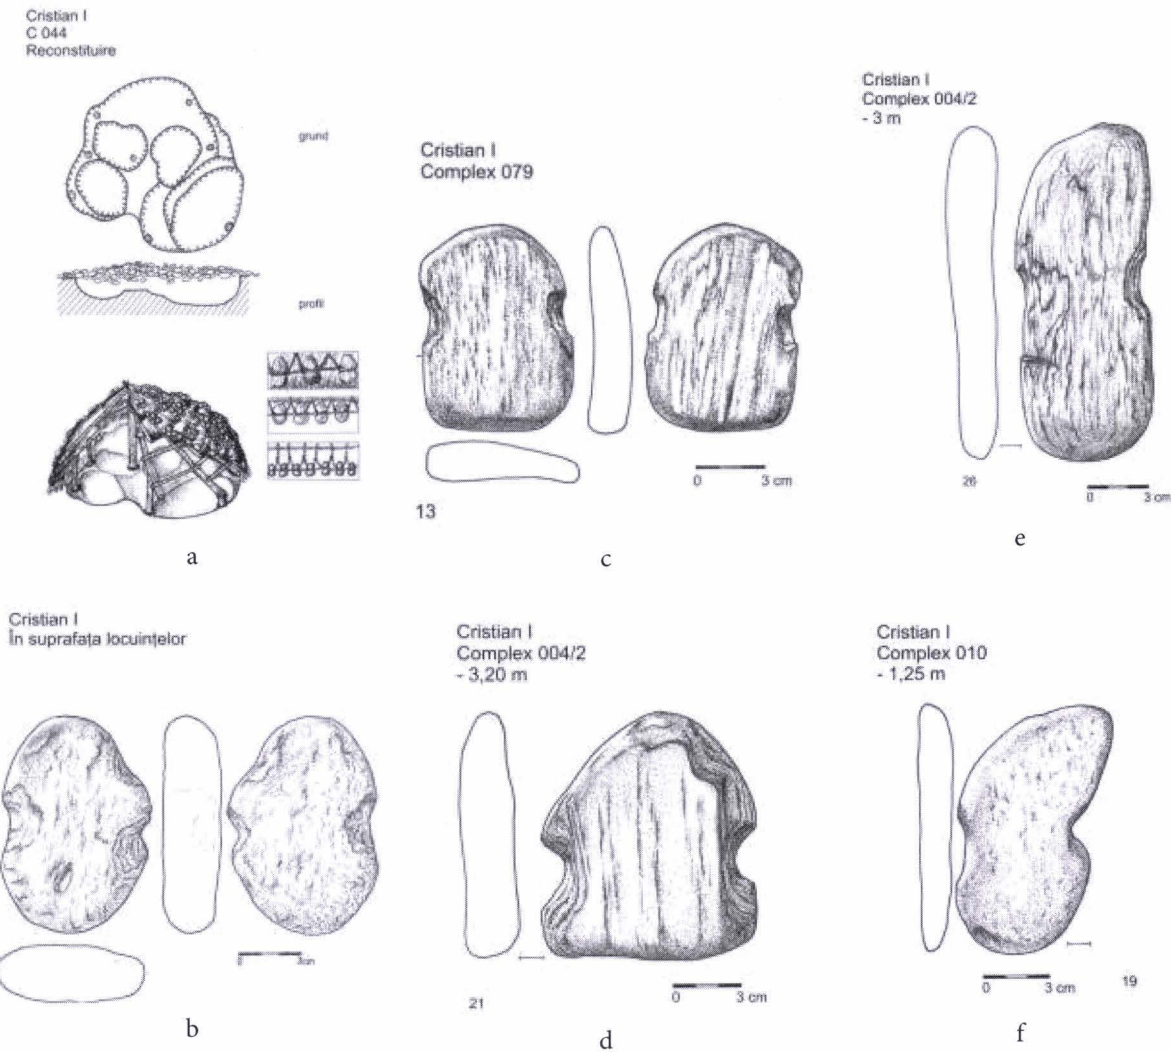 Cristian I
C 044
Reconstituire
grund
profil
a
Cristian I
Complex 079
0 3 cm
13
c
Cristian I
Complex 004/2
- 3 m
26
0 3 cm
e
Cristian I
În suprafața locuințelor
0 3cm
b
Cristian I
Complex 004/2
- 3,20 m
21
0 3 cm
d
Cristian I
Complex 010
- 1,25 m
0 3 cm
19
f